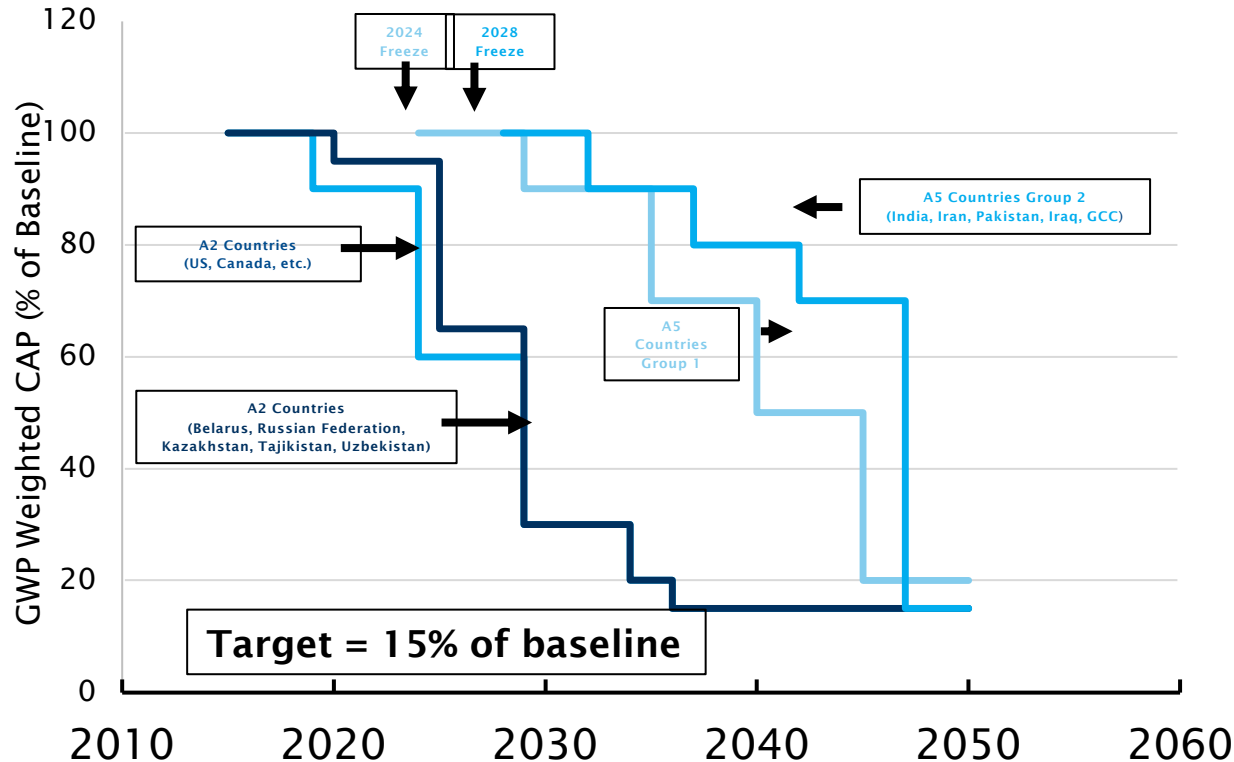 120
2024
Freeze
2028
Freeze
100
GWP Weighted CAP (% of Baseline)
A5 Countries Group 2
(India, Iran, Pakistan, Iraq, GCC)
80
A2 Countries
(US, Canada, etc.)
A5
Countries
Group 1
60
A2 Countries
(Belarus, Russian Federation,
Kazakhstan, Tajikistan, Uzbekistan)
40
20
Target = 15% of baseline
0
2010 2020 2030 2040 2050 2060